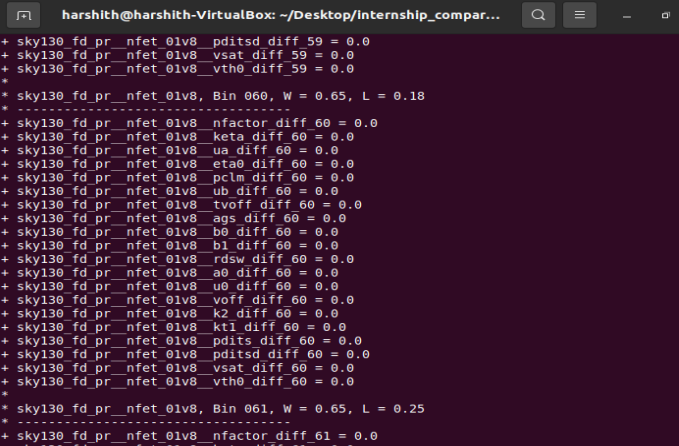 harshith@harshith-VirtualBox: ~/Desktop/internship_compar...
+ sky130_fd_pr__nfet_01v8__pditsd_diff_59 = 0.0
+ sky130_fd_pr__nfet_01v8__vsat_diff_59 = 0.0
+ sky130_fd_pr__nfet_01v8__vth0_diff_59 = 0.0
*
* sky130_fd_pr__nfet_01v8, Bin 060, W = 0.65, L = 0.18
* -----------------------------------
+ sky130_fd_pr__nfet_01v8__nfactor_diff_60 = 0.0
+ sky130_fd_pr__nfet_01v8__keta_diff_60 = 0.0
+ sky130_fd_pr__nfet_01v8__ua_diff_60 = 0.0
+ sky130_fd_pr__nfet_01v8__eta0_diff_60 = 0.0
+ sky130_fd_pr__nfet_01v8__pclm_diff_60 = 0.0
+ sky130_fd_pr__nfet_01v8__ub_diff_60 = 0.0
+ sky130_fd_pr__nfet_01v8__tvoff_diff_60 = 0.0
+ sky130_fd_pr__nfet_01v8__ags_diff_60 = 0.0
+ sky130_fd_pr__nfet_01v8__b0_diff_60 = 0.0
+ sky130_fd_pr__nfet_01v8__b1_diff_60 = 0.0
+ sky130_fd_pr__nfet_01v8__rdsw_diff_60 = 0.0
+ sky130_fd_pr__nfet_01v8__a0_diff_60 = 0.0
+ sky130_fd_pr__nfet_01v8__u0_diff_60 = 0.0
+ sky130_fd_pr__nfet_01v8__voff_diff_60 = 0.0
+ sky130_fd_pr__nfet_01v8__k2_diff_60 = 0.0
+ sky130_fd_pr__nfet_01v8__kt1_diff_60 = 0.0
+ sky130_fd_pr__nfet_01v8__pdits_diff_60 = 0.0
+ sky130_fd_pr__nfet_01v8__pditsd_diff_60 = 0.0
+ sky130_fd_pr__nfet_01v8__vsat_diff_60 = 0.0
+ sky130_fd_pr__nfet_01v8__vth0_diff_60 = 0.0
*
* sky130_fd_pr__nfet_01v8, Bin 061, W = 0.65, L = 0.25
* -----------------------------------
+ sky130_fd_pr__nfet_01v8__nfactor_diff_61 = 0.0